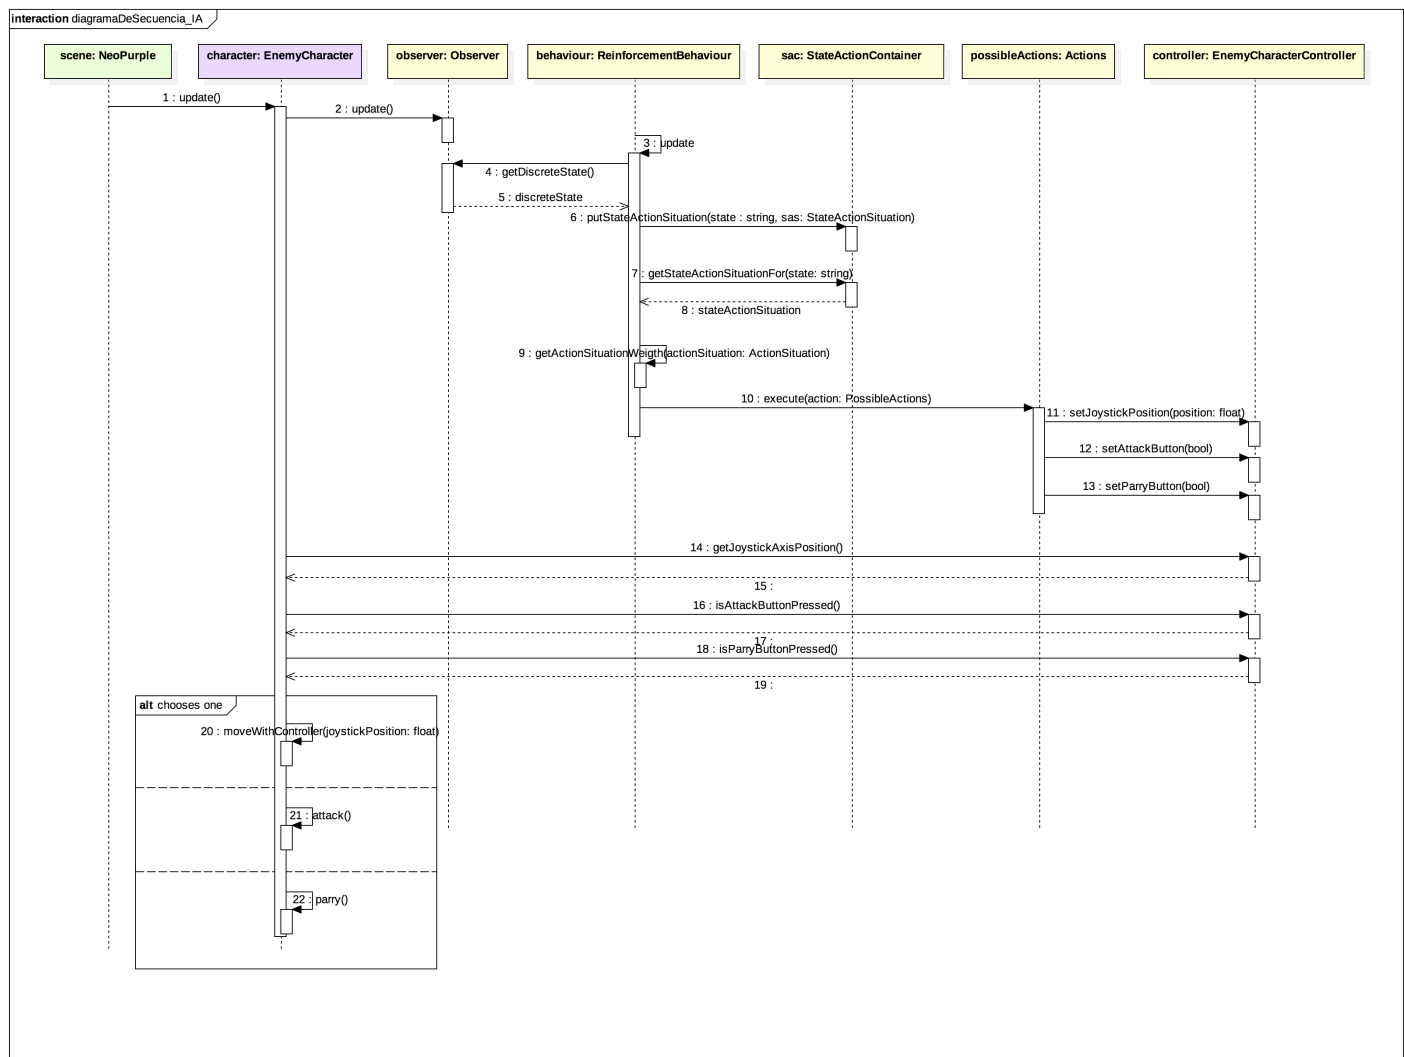 interaction diagramaDeSecuencia_IA
scene: NeoPurple
character: EnemyCharacter
observer: Observer
behaviour: ReinforcementBehaviour
sac: StateActionContainer
possibleActions: Actions
controller: EnemyCharacterController
1 : update()
2 : update()
3 : update
4 : getDiscreteState()
5 : discreteState
6 : putStateActionSituation(state : string, sas: StateActionSituation)
7 : getStateActionSituationFor(state: string)
8 : stateActionSituation
9 : getActionSituationWeigth(actionSituation: ActionSituation)
10 : execute(action: PossibleActions)
11 : setJoystickPosition(position: float)
12 : setAttackButton(bool)
13 : setParryButton(bool)
14 : getJoystickAxisPosition()
15 :
16 : isAttackButtonPressed()
17 :
18 : isParryButtonPressed()
19 :
alt chooses one
20 : moveWithController(joystickPosition: float)
21 : attack()
22 : parry()